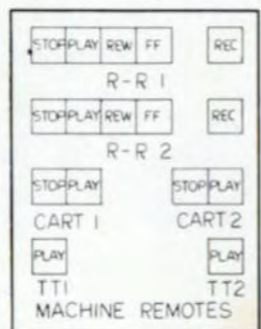 STOP PLAY REW FF REC
R-R 1
STOP PLAY REW FF REC
R-R 2
STOP PLAY STOP PLAY
CART 1 CART 2
PLAY PLAY
TT1 TT2
MACHINE REMOTES